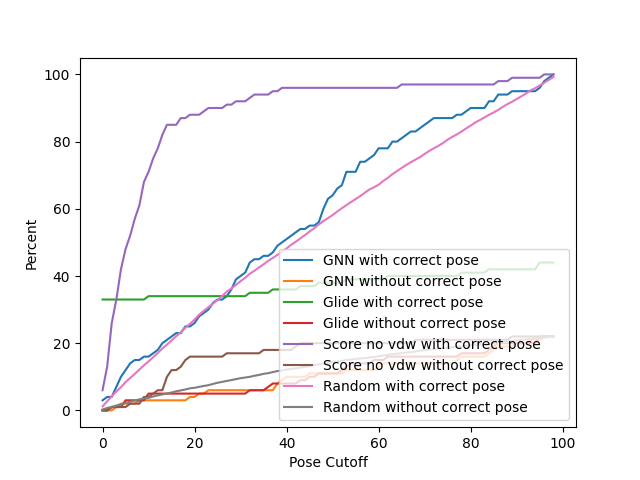 100
80
60
40
20
0
Percent
GNN with correct pose
GNN without correct pose
Glide with correct pose
Glide without correct pose
Score no vdw with correct pose
Score no vdw without correct pose
Random with correct pose
Random without correct pose
0 20 40 60 80 100
Pose Cutoff